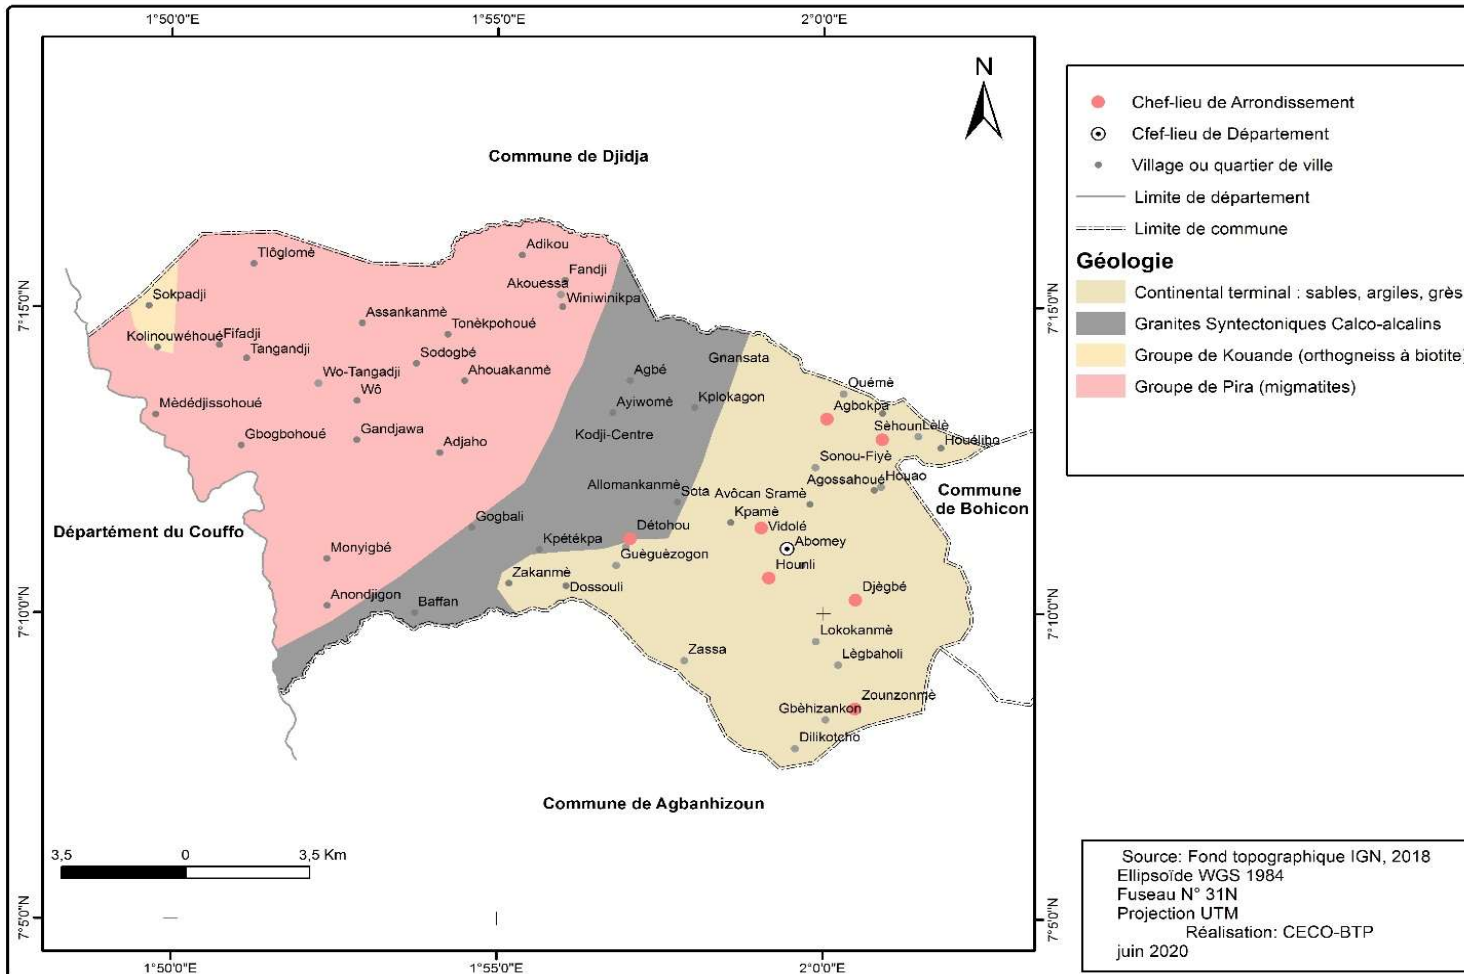 1°50'0"E
1°55'0"E
2°0'0"E
N
Commune de Djidja
Adikou
Tlôglomè
Fandji
Akouessa
Sokpadji
Winiwinikpa
7°15'0"N
7°15'0"N
Assankanmè
Tonèkpohoué
Kolinouwéhoué
Fifadji
Tangandji
Sodogbé
Gnansata
Wo-Tangadji
Ahouakanmè
Agbé
Ouémè
Wô
Kplokagon
Mèdédjissohoué
Ayiwomè
Agbokpa
Sèhoun
Lèlè
Gbogbohoué
Gandjawa
Adjaho
Kodji-Centre
Houéliho
Sonou-Fiyè
Allomankanmè
Sota
Avôcan
Sramè
Agossahoué
Houao
Commune
de Bohicon
Kpamè
Gogbali
Détohou
Vidolé
Départément du Couffo
Kpétékpa
Abomey
Monyigbé
Guèguèzogon
Hounli
Zakanmè
Dossouli
Djègbé
Anondjigon
Baffan
7°10'0"N
7°10'0"N
Lokokanmè
Zassa
Lègbaholi
Zounzonmè
Gbèhizankon
Dilikotcho
Commune de Agbanhizoun
3,5
0
3,5 Km
7°5'0"N
7°5'0"N
1°50'0"E
1°55'0"E
2°0'0"E
Chef-lieu de Arrondissement
Cfef-lieu de Département
Village ou quartier de ville
Limite de département
Limite de commune
Géologie
Continental terminal : sables, argiles, grès
Granites Syntectoniques Calco-alcalins
Groupe de Kouande (orthogneiss à biotite)
Groupe de Pira (migmatites)
Source: Fond topographique IGN, 2018
Ellipsoïde WGS 1984
Fuseau N° 31N
Projection UTM
Réalisation: CECO-BTP
juin 2020